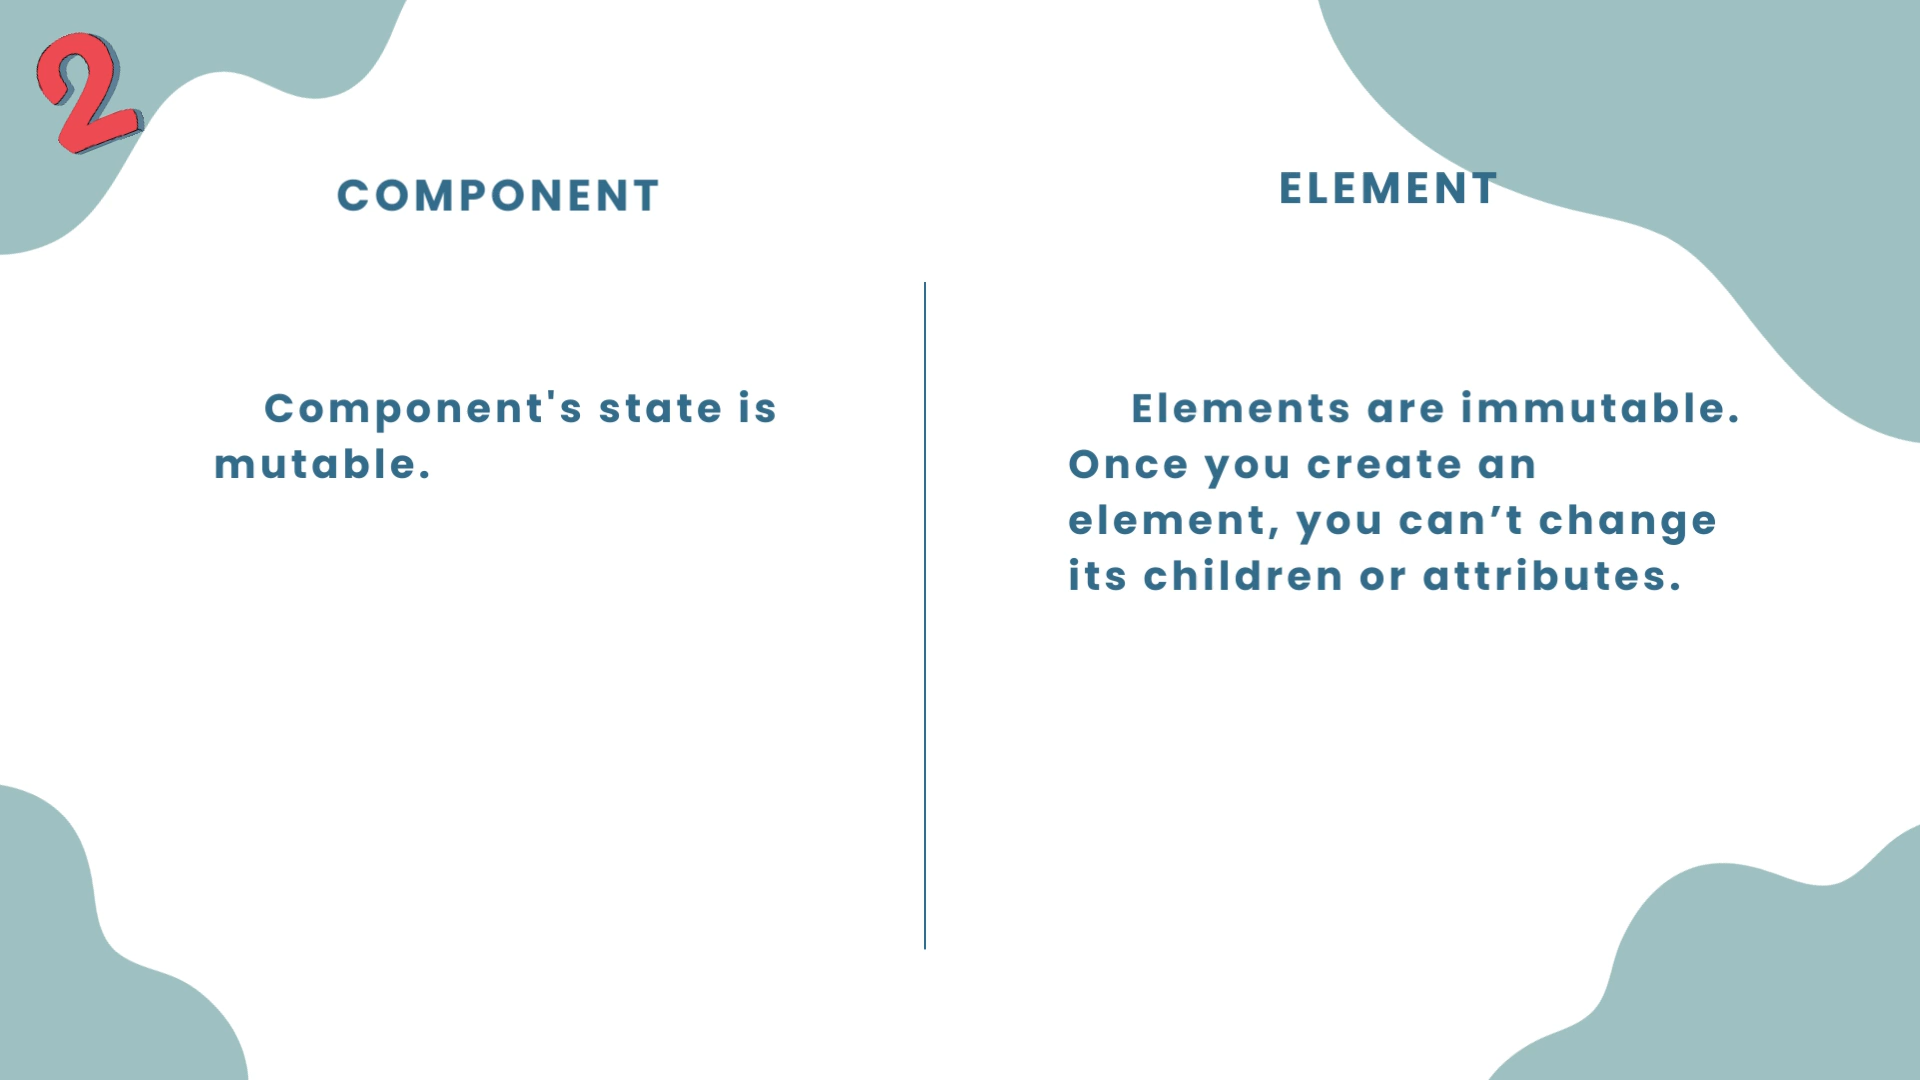 2
COMPONENT
Component's state is
mutable.
ELEMENT
Elements are immutable.
Once you create an
element, you can’t change
its children or attributes.